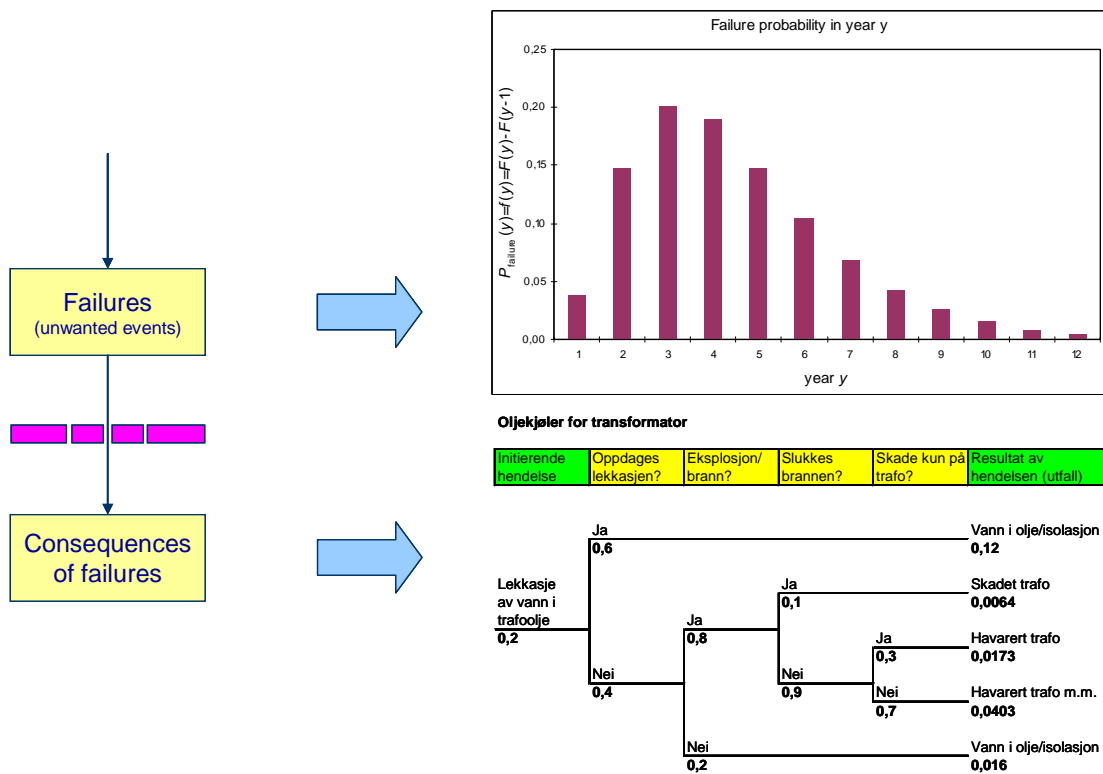 Failures
(unwanted events)
Consequences
of failures
Failure probability in year y
P failure (y)=f(y)=F(y)-F(y-1)
0,25
0,20
0,15
0,10
0,05
0,00
1 2 3 4 5 6 7 8 9 10 11 12
year y
Oljekjøler for transformator
Initierende hendelse
Oppdages lekkasjen?
Eksplosjon/ brann?
Slukkes brannen?
Skade kun på trafo?
Resultat av hendelsen (utfall)
Ja
0,6
Vann i olje/isolasjon
0,12
Lekkasje
av vann i
trafoolje
0,2
Ja
0,1
Skadet trafo
0,0064
Ja
0,8
Ja
0,3
Havarert trafo
0,0173
Nei
0,4
Nei
0,9
Nei
0,7
Havarert trafo m.m.
0,0403
Nei
0,2
Vann i olje/isolasjon
0,016